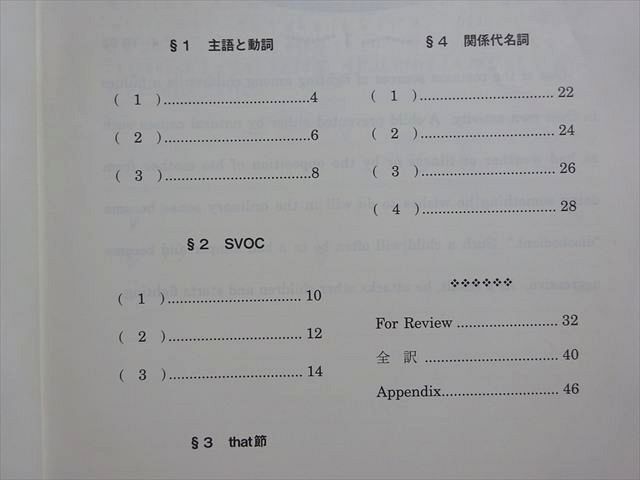 §1 主語と動詞
( 1 )....................................4
( 2 )....................................6
( 3 )....................................8
§2 SVOC
( 1 )................................. 10
( 2 )................................. 12
( 3 )................................. 14
§3 that節
§4 関係代名詞
( 1 )................................. 22
( 2 )................................. 24
( 3 )................................. 26
( 4 )................................. 28
❖❖❖❖❖❖❖
For Review ......................... 32
全 訳 ................................. 40
Appendix............................. 46